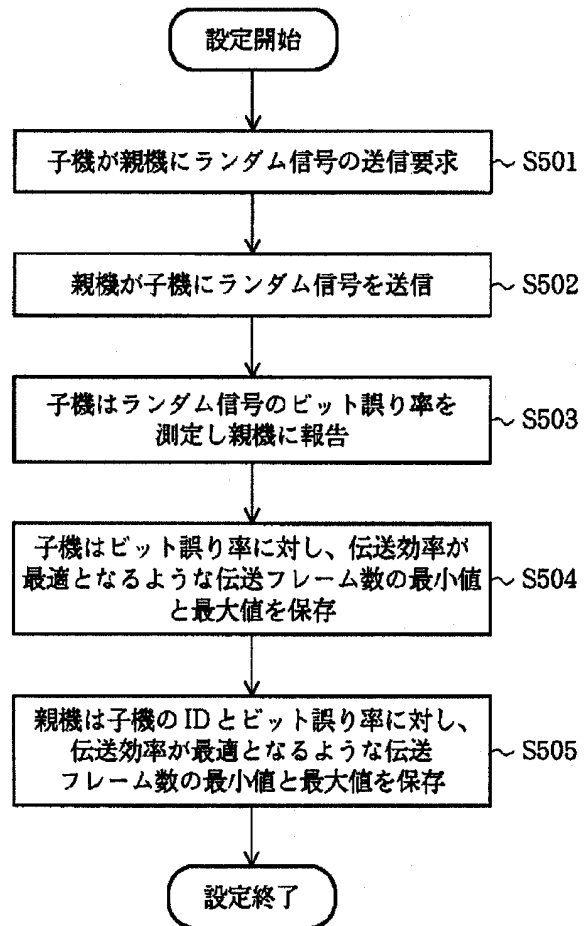 設定開始
子機が親機にランダム信号の送信要求 ～ S501
親機が子機にランダム信号を送信 ～ S502
子機はランダム信号のビット誤り率を
測定し親機に報告
～ S503
子機はビット誤り率に対し、伝送効率が
最適となるような伝送フレーム数の最小値 ～ S504
と最大値を保存
親機は子機のIDとビット誤り率に対し、
伝送効率が最適となるような伝送 ～ S505
フレーム数の最小値と最大値を保存
設定終了